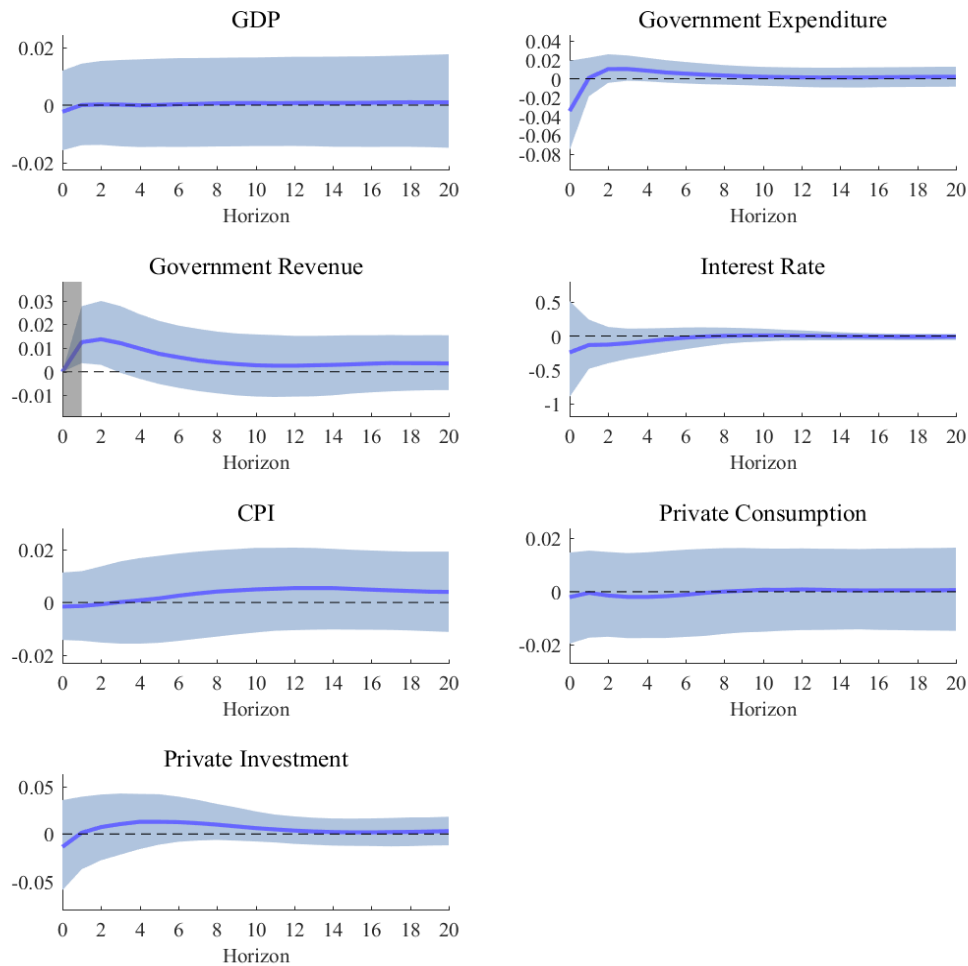 GDP
0.02
0
-0.02
0 2 4 6 8 10 12 14 16 18 20
Horizon
Government Expenditure
0.04
0.02
0
-0.02
-0.04
-0.06
-0.08
0 2 4 6 8 10 12 14 16 18 20
Horizon
Government Revenue
0.03
0.02
0.01
0
-0.01
0 2 4 6 8 10 12 14 16 18 20
Horizon
Interest Rate
0.5
0
-0.5
-1
0 2 4 6 8 10 12 14 16 18 20
Horizon
CPI
0.02
0
-0.02
0 2 4 6 8 10 12 14 16 18 20
Horizon
Private Consumption
0.02
0
-0.02
0 2 4 6 8 10 12 14 16 18 20
Horizon
Private Investment
0.05
0
-0.05
0 2 4 6 8 10 12 14 16 18 20
Horizon